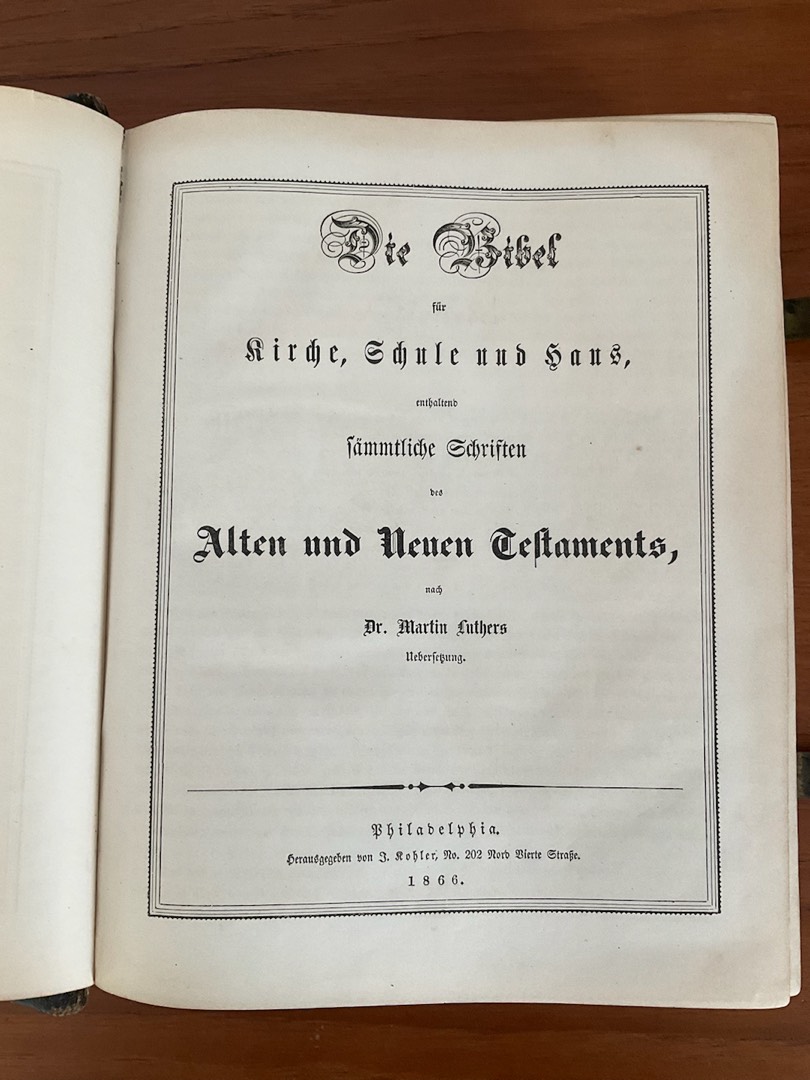 Die Bibel
für
Kirche, Schule und Haus,
enthaltend
ſämmtliche Schriften
des
Alten und Neuen Teſtaments,
nach
Dr. Martin Luthers
Ueberſetzung.
Philadelphia.
Herausgegeben von J. Kohler, No. 202 Nord Vierte Straße.
1866.